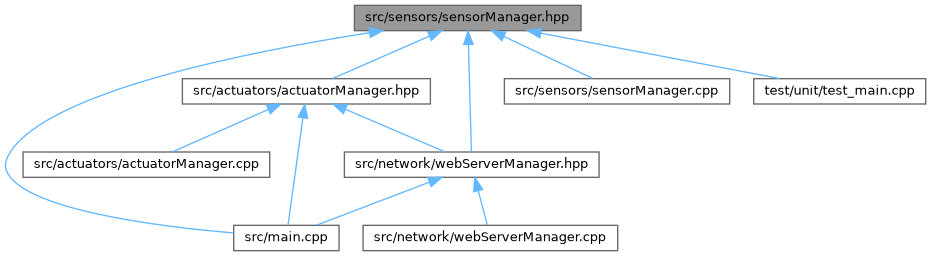 src/sensors/sensorManager.hpp
src/actuators/actuatorManager.hpp
src/sensors/sensorManager.cpp
test/unit/test_main.cpp
src/actuators/actuatorManager.cpp
src/network/webServerManager.hpp
src/main.cpp
src/network/webServerManager.cpp